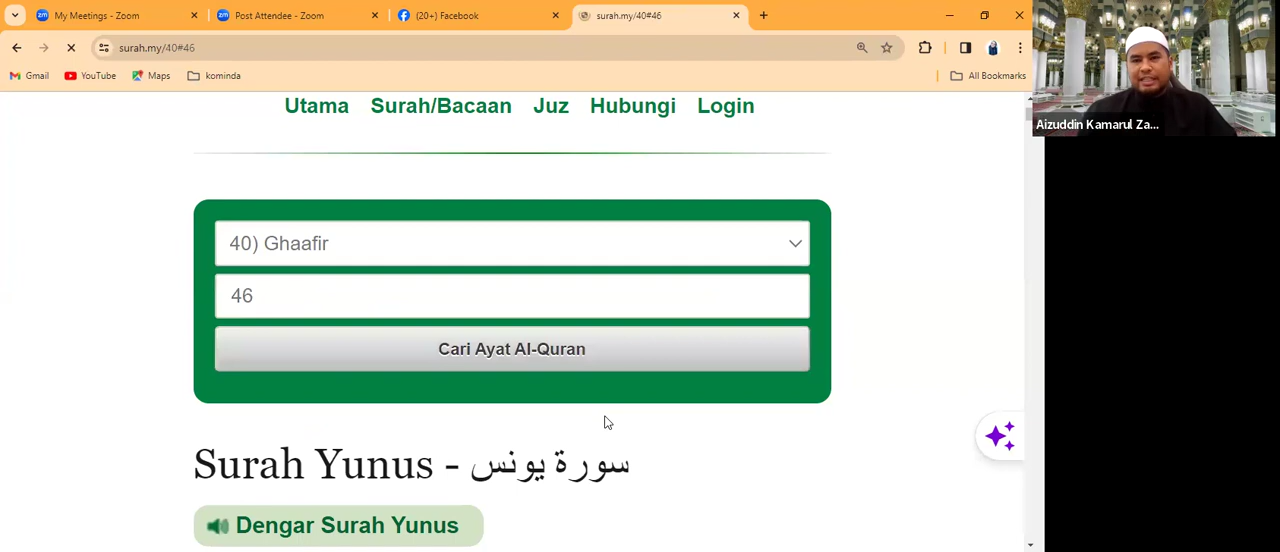 My Meetings - Zoom
Post Attendee - Zoom
(20+) Facebook
surah.my/40#46
surah.my/40#46
Gmail
YouTube
Maps
kominda
All Bookmarks
Aizuddin Kamarul Za...
Utama Surah/Bacaan Juz Hubungi Login
40) Ghaafir
46
Cari Ayat Al-Quran
Surah Yunus - سورة يونس
Dengar Surah Yunus